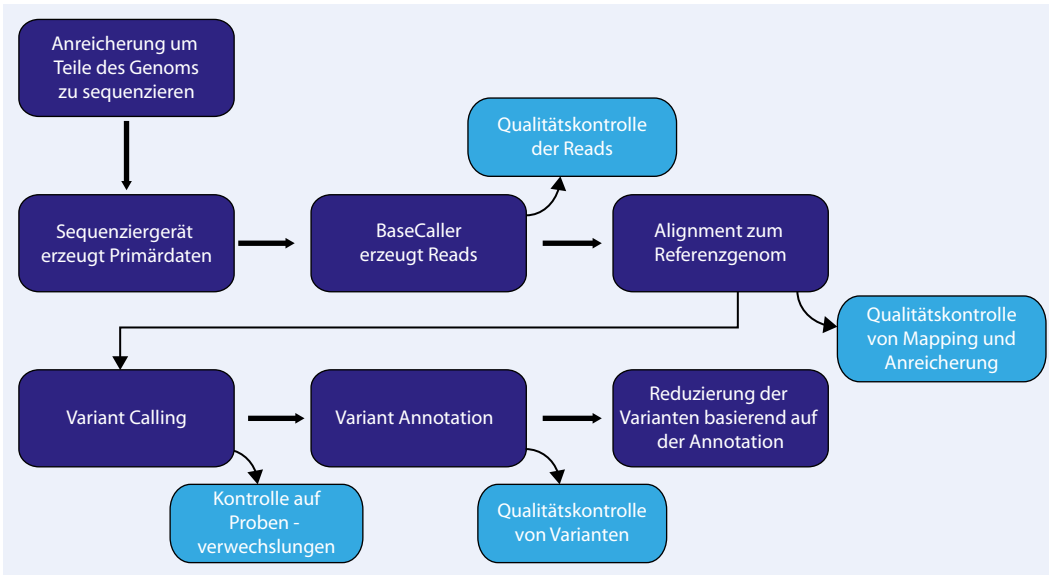 Anreicherung um
Teile des Genoms
zu sequenzieren
Qualitätskontrolle
der Reads
Sequenziergerät
erzeugt Primärdaten
BaseCaller
erzeugt Reads
Alignment zum
Referenzgenom
Qualitätskontrolle
von Mapping und
Anreicherung
Variant Calling
Variant Annotation
Reduzierung der
Varianten basierend auf
der Annotation
Kontrolle auf
Proben -
verwechslungen
Qualitätskontrolle
von Varianten